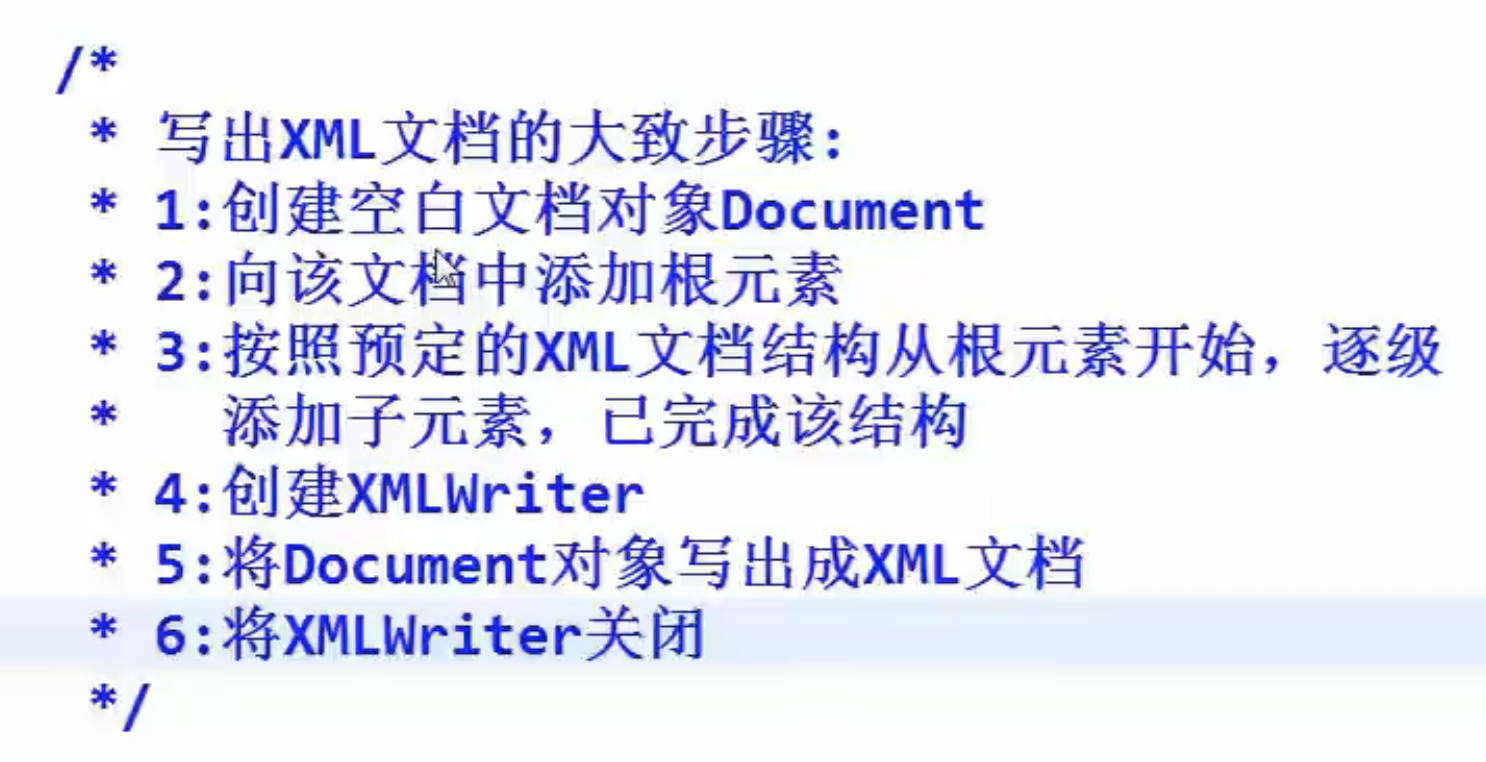 /*
* 写出XML文档的大致步骤:
* 1:创建空白文档对象Document
* 2:向该文档中添加根元素
* 3:按照预定的XML文档结构从根元素开始，逐级
* 添加子元素，已完成该结构
* 4:创建XMLWriter
* 5:将Document对象写出成XML文档
* 6:将XMLWriter关闭
*/